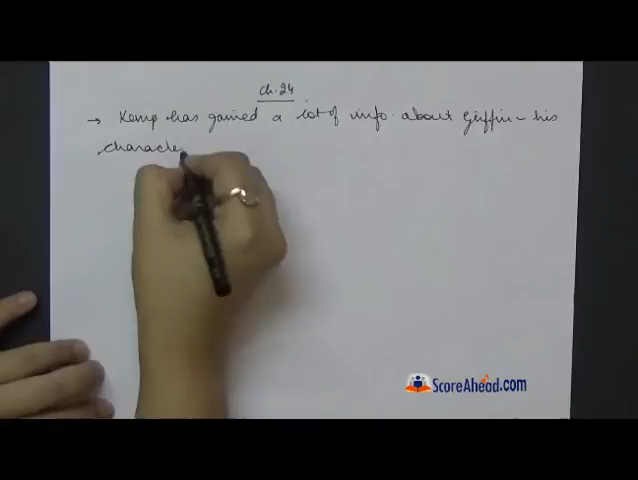 Ch. 24
→ Kemp has gained a lot of info. about Griffin - his
characte
ScoreAhead.com